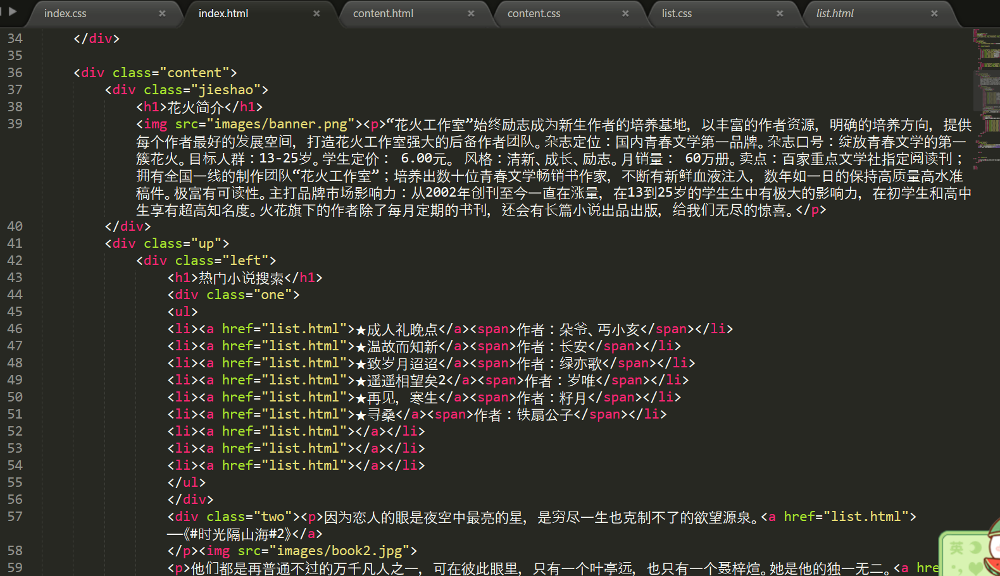 index.css × index.html × content.html × content.css × list.css × list.html ×
34 </div>
35
36 <div class="content">
37 <div class="jieshao">
38 <h1>花火简介</h1>
39 <img src="images/banner.png"><p>“花火工作室”始终励志成为新生作者的培养基地，以丰富的作者资源，明确的培养方向，提供
每个作者最好的发展空间，打造花火工作室强大的后备作者团队。杂志定位：国内青春文学第一品牌。杂志口号：绽放青春文学的第一
簇花火。目标人群：13-25岁。学生定价： 6.00元。 风格：清新、成长、励志。月销量： 60万册。卖点：百家重点文学社指定阅读刊；
拥有全国一线的制作团队“花火工作室”；培养出数十位青春文学畅销书作家，不断有新鲜血液注入，数年如一日的保持高质量高水准
稿件。极富有可读性。主打品牌市场影响力：从2002年创刊至今一直在涨量，在13到25岁的学生生中有极大的影响力，在初学生和高中
生享有超高知名度。火花旗下的作者除了每月定期的书刊，还会有长篇小说出品出版，给我们无尽的惊喜。</p>
40 </div>
41 <div class="up">
42 <div class="left">
43 <h1>热门小说搜索</h1>
44 <div class="one">
45 <ul>
46 <li><a href="list.html">★成人礼晚点</a><span>作者：朵爷、丐小亥</span></li>
47 <li><a href="list.html">★温故而知新</a><span>作者：长安</span></li>
48 <li><a href="list.html">★致岁月迢迢</a><span>作者：绿亦歌</span></li>
49 <li><a href="list.html">★遥遥相望矣2</a><span>作者：岁唯</span></li>
50 <li><a href="list.html">★再见，寒生</a><span>作者：籽月</span></li>
51 <li><a href="list.html">★寻桑</a><span>作者：铁扇公子</span></li>
52 <li><a href="list.html"></a></li>
53 <li><a href="list.html"></a></li>
54 <li><a href="list.html"></a></li>
55 </ul>
56 </div>
57 <div class="two"><p>因为恋人的眼是夜空中最亮的星，是穷尽一生也克制不了的欲望源泉。<a href="list.html">
——《#时光隔山海#2》</a>
58 </p><img src="images/book2.jpg">
59 <p>他们都是再普通不过的万千凡人之一，可在彼此眼里，只有一个叶亭远，也只有一个聂梓煊。她是他的独一无二。<a hre
英